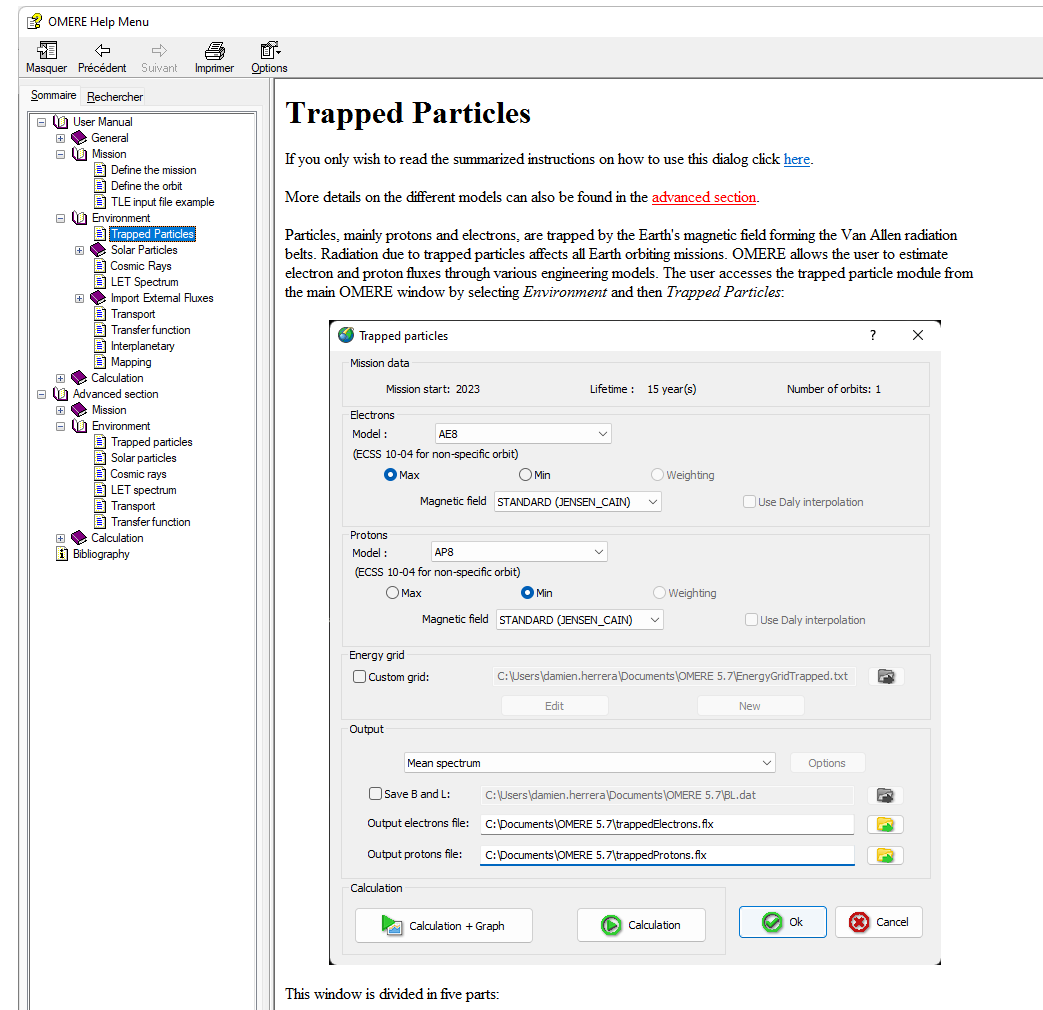 OMERE Help Menu
Masquer Précédent Suivant Imprimer Options
Sommaire Rechercher
User Manual
General
Mission
Define the mission
Define the orbit
TLE input file example
Environment
Trapped Particles
Solar Particles
Cosmic Rays
LET Spectrum
Import External Fluxes
Transport
Transfer function
Interplanetary
Mapping
Calculation
Advanced section
Mission
Environment
Trapped particles
Solar particles
Cosmic rays
LET spectrum
Transport
Transfer function
Calculation
Bibliography
Trapped Particles
If you only wish to read the summarized instructions on how to use this dialog click here.
More details on the different models can also be found in the advanced section.
Particles, mainly protons and electrons, are trapped by the Earth's magnetic field forming the Van Allen radiation
belts. Radiation due to trapped particles affects all Earth orbiting missions. OMERE allows the user to estimate
electron and proton fluxes through various engineering models. The user accesses the trapped particle module from
the main OMERE window by selecting Environment and then Trapped Particles:
Trapped particles ?
Mission data
Mission start: 2023 Lifetime : 15 year(s) Number of orbits: 1
Electrons
Model : AE8
(ECSS 10-04 for non-specific orbit)
Max Min Weighting
Magnetic field STANDARD (JENSEN_CAIN) Use Daly interpolation
Protons
Model : AP8
(ECSS 10-04 for non-specific orbit)
Max Min Weighting
Magnetic field STANDARD (JENSEN_CAIN) Use Daly interpolation
Energy grid
Custom grid: C:\Users\damien.herrera\Documents\OMERE 5.7\EnergyGridTrapped.txt
Edit New
Output
Mean spectrum Options
Save B and L: C:\Users\damien.herrera\Documents\OMERE 5.7\BL.dat
Output electrons file: C:\Documents\OMERE 5.7\trappedElectrons.flx
Output protons file: C:\Documents\OMERE 5.7\trappedProtons.flx
Calculation
Calculation + Graph Calculation Ok Cancel
This window is divided in five parts: